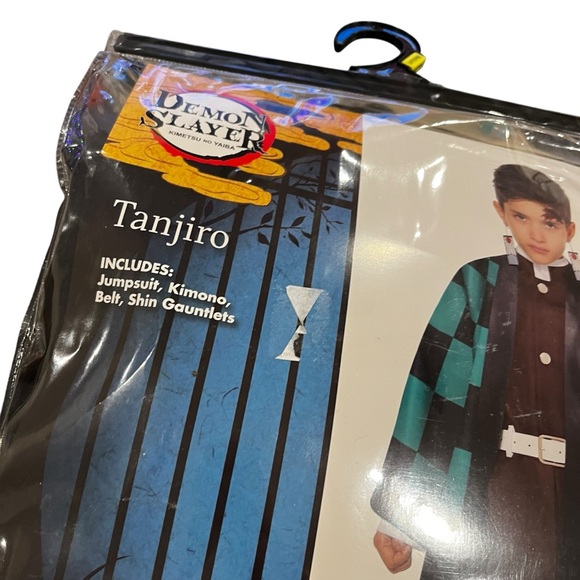 DEMON
SLAYER
KIMETSU NO YAIBA
Tanjiro
INCLUDES:
Jumpsuit, Kimono,
Belt, Shin Gauntlets